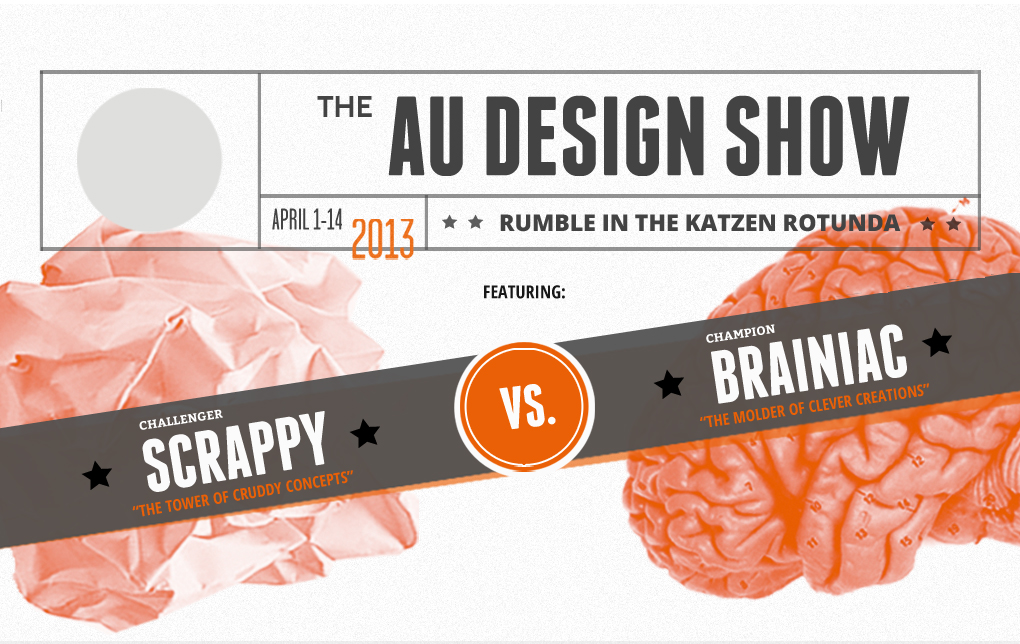 THE AU DESIGN SHOW
APRIL 1-14 2013
RUMBLE IN THE KATZEN ROTUNDA
FEATURING:
CHALLENGER
SCRAPPY
"THE TOWER OF CRUDDY CONCEPTS"
VS.
CHAMPION
BRAINIAC
"THE MOLDER OF CLEVER CREATIONS"